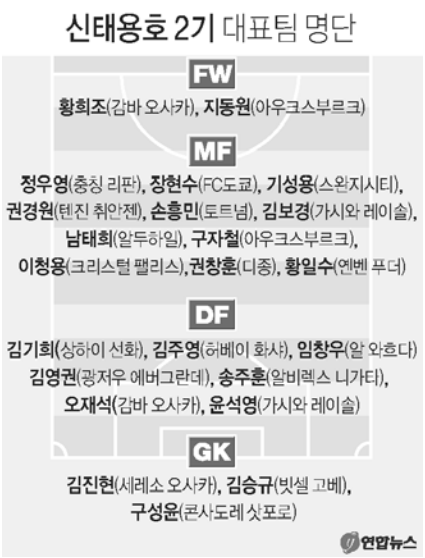 신태용호 2기 대표팀 명단
FW
황희조(감바 오사카), 지동원(아우크스부르크)
MF
정우영(충칭 리판), 장현수(FC도쿄), 기성용(스완지시티),
권경원(텐진 취안젠), 손흥민(토트넘), 김보경(가시와 레이솔),
남태희(알두하일), 구자철(아우크스부르크),
이청용(크리스털 팰리스),권창훈(디종), 황일수(옌벤 푸더)
DF
김기희(상하이 선화), 김주영(허베이 화샤), 임창우(알 와흐다)
김영권(광저우 에버그란데), 송주훈(알비렉스 니가타),
오재석(감바 오사카), 윤석영(가시와 레이솔)
GK
김진현(세레소 오사카), 김승규(빗셀 고베),
구성윤(콘사도레 삿포로)
연합뉴스